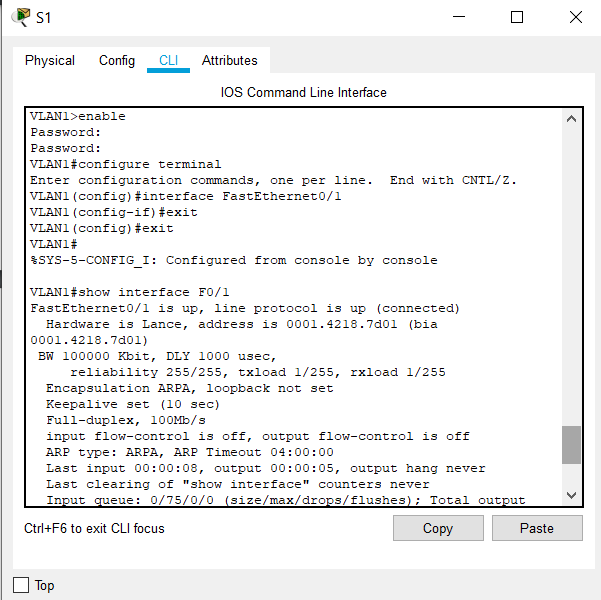 S1
Physical Config CLI Attributes
IOS Command Line Interface
VLAN1>enable
Password:
Password:
VLAN1#configure terminal
Enter configuration commands, one per line.  End with CNTL/Z.
VLAN1(config)#interface FastEthernet0/1
VLAN1(config-if)#exit
VLAN1(config)#exit
VLAN1#
%SYS-5-CONFIG_I: Configured from console by console
VLAN1#show interface F0/1
FastEthernet0/1 is up, line protocol is up (connected)
  Hardware is Lance, address is 0001.4218.7d01 (bia
0001.4218.7d01)
 BW 100000 Kbit, DLY 1000 usec,
     reliability 255/255, txload 1/255, rxload 1/255
  Encapsulation ARPA, loopback not set
  Keepalive set (10 sec)
  Full-duplex, 100Mb/s
  input flow-control is off, output flow-control is off
  ARP type: ARPA, ARP Timeout 04:00:00
  Last input 00:00:08, output 00:00:05, output hang never
  Last clearing of "show interface" counters never
  Input queue: 0/75/0/0 (size/max/drops/flushes); Total output
Ctrl+F6 to exit CLI focus
Copy Paste
Top